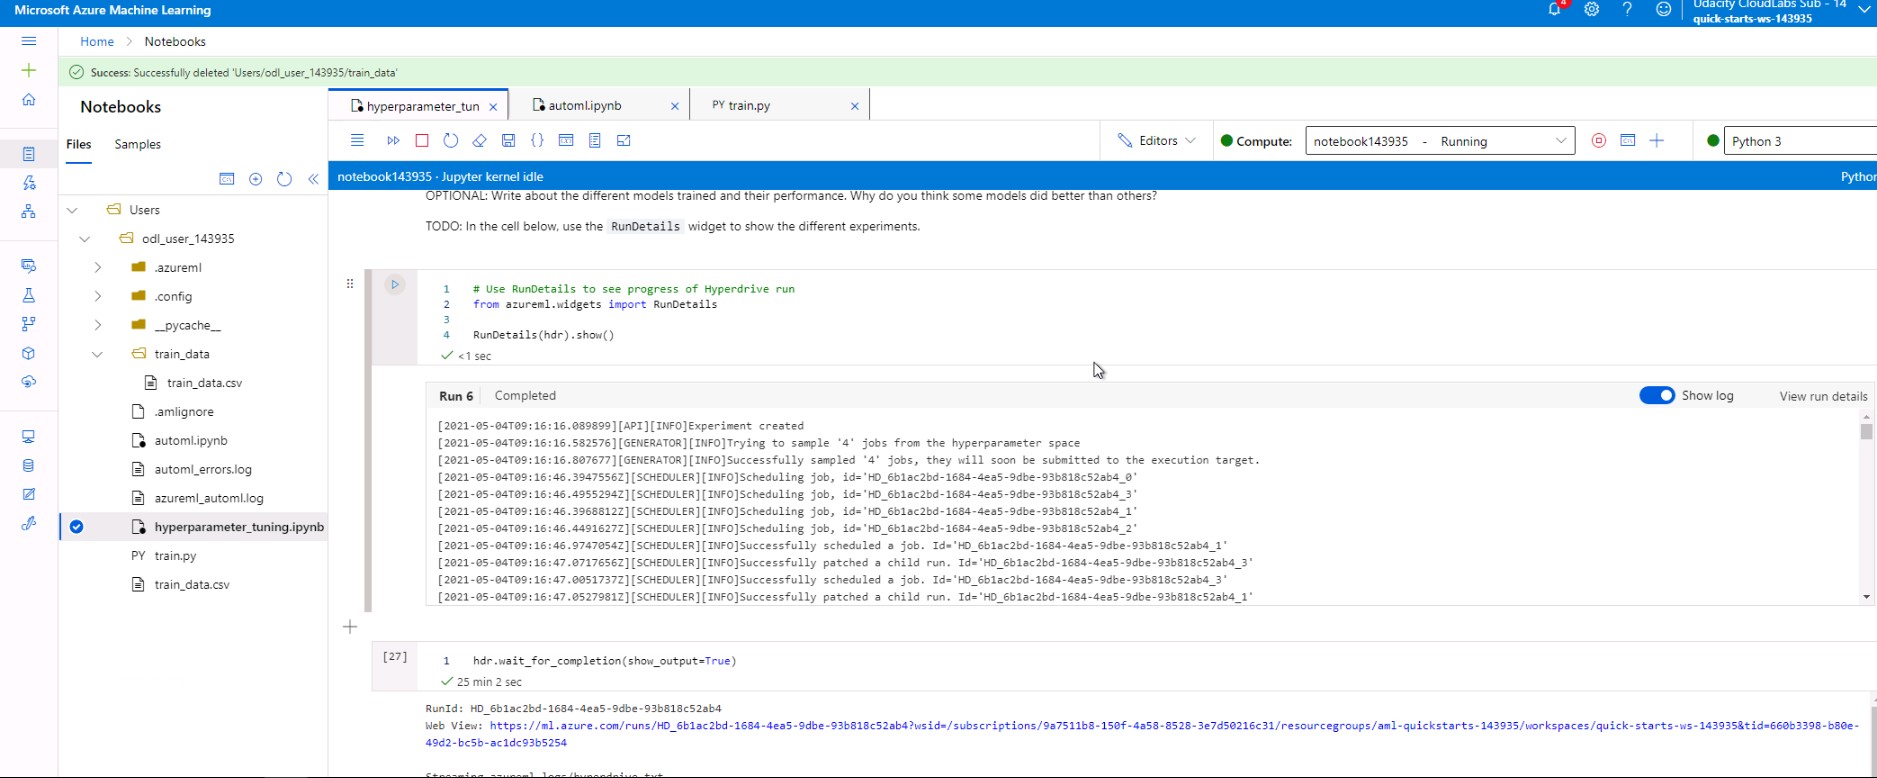 Microsoft Azure Machine Learning
4
Udacity CloudLabs Sub - 14
quick-starts-ws-143935
Home > Notebooks
Success: Successfully deleted 'Users/odl_user_143935/train_data'
Notebooks
Files Samples
Users
odl_user_143935
.azureml
.config
__pycache__
train_data
train_data.csv
.amlignore
automl.ipynb
automl_errors.log
azureml_automl.log
hyperparameter_tuning.ipynb
PY train.py
train_data.csv
hyperparameter_tun × automl.ipynb × PY train.py ×
Editors Compute: notebook143935 - Running Python 3
notebook143935 · Jupyter kernel idle
OPTIONAL: Write about the different models trained and their performance. Why do you think some models did better than others?
TODO: In the cell below, use the RunDetails widget to show the different experiments.
1 # Use RunDetails to see progress of Hyperdrive run
2 from azureml.widgets import RunDetails
3
4 RunDetails(hdr).show()
<1 sec
Run 6 Completed Show log View run details
[2021-05-04T09:16:16.089899][API][INFO]Experiment created
[2021-05-04T09:16:16.582576][GENERATOR][INFO]Trying to sample '4' jobs from the hyperparameter space
[2021-05-04T09:16:16.807677][GENERATOR][INFO]Successfully sampled '4' jobs, they will soon be submitted to the execution target.
[2021-05-04T09:16:46.3947556Z][SCHEDULER][INFO]Scheduling job, id='HD_6b1ac2bd-1684-4ea5-9dbe-93b818c52ab4_0'
[2021-05-04T09:16:46.4955294Z][SCHEDULER][INFO]Scheduling job, id='HD_6b1ac2bd-1684-4ea5-9dbe-93b818c52ab4_3'
[2021-05-04T09:16:46.3968812Z][SCHEDULER][INFO]Scheduling job, id='HD_6b1ac2bd-1684-4ea5-9dbe-93b818c52ab4_1'
[2021-05-04T09:16:46.4491627Z][SCHEDULER][INFO]Scheduling job, id='HD_6b1ac2bd-1684-4ea5-9dbe-93b818c52ab4_2'
[2021-05-04T09:16:46.9747054Z][SCHEDULER][INFO]Successfully scheduled a job. Id='HD_6b1ac2bd-1684-4ea5-9dbe-93b818c52ab4_1'
[2021-05-04T09:16:47.0717656Z][SCHEDULER][INFO]Successfully patched a child run. Id='HD_6b1ac2bd-1684-4ea5-9dbe-93b818c52ab4_3'
[2021-05-04T09:16:47.0051737Z][SCHEDULER][INFO]Successfully scheduled a job. Id='HD_6b1ac2bd-1684-4ea5-9dbe-93b818c52ab4_3'
[2021-05-04T09:16:47.0527981Z][SCHEDULER][INFO]Successfully patched a child run. Id='HD_6b1ac2bd-1684-4ea5-9dbe-93b818c52ab4_1'
[27]
1 hdr.wait_for_completion(show_output=True)
25 min 2 sec
RunId: HD_6b1ac2bd-1684-4ea5-9dbe-93b818c52ab4
Web View: https://ml.azure.com/runs/HD_6b1ac2bd-1684-4ea5-9dbe-93b818c52ab4?wsid=/subscriptions/9a7511b8-150f-4a58-8528-3e7d50216c31/resourcegroups/aml-quickstarts-143935/workspaces/quick-starts-ws-143935&tid=660b3398-b80e-
49d2-bc5b-ac1dc93b5254
Streaming azureml-logs/hyperdrive.txt